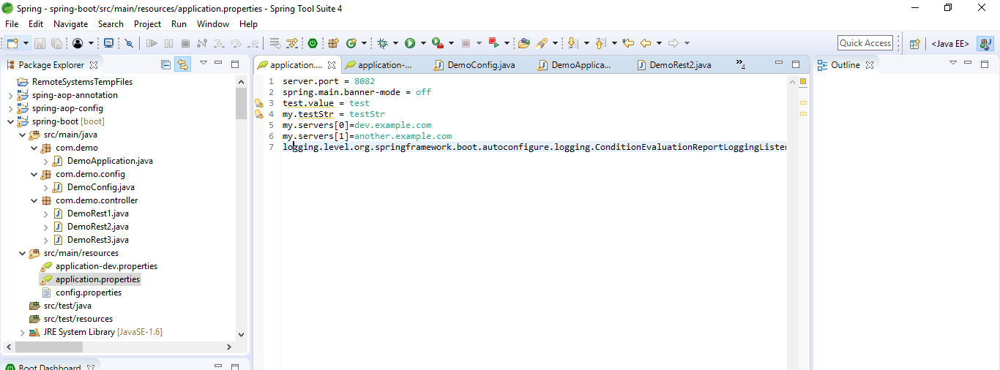 Spring - spring-boot/src/main/resources/application.properties - Spring Tool Suite 4
File Edit Navigate Search Project Run Window Help
Quick Access
<Java EE>
Package Explorer
RemoteSystemsTempFiles
sping-aop-annotation
spring-aop-config
spring-boot [boot]
src/main/java
com.demo
DemoApplication.java
com.demo.config
DemoConfig.java
com.demo.controller
DemoRest1.java
DemoRest2.java
DemoRest3.java
src/main/resources
application-dev.properties
application.properties
config.properties
src/test/java
src/test/resources
JRE System Library [JavaSE-1.6]
Boot Dashboard
application....
application-...
DemoConfig.java
DemoApplica...
DemoRest2.java
4
1 server.port = 8082
2 spring.main.banner-mode = off
3 test.value = test
4 my.testStr = testStr
5 my.servers[0]=dev.example.com
6 my.servers[1]=another.example.com
7 logging.level.org.springframework.boot.autoconfigure.logging.ConditionEvaluationReportLoggingListen
Outline